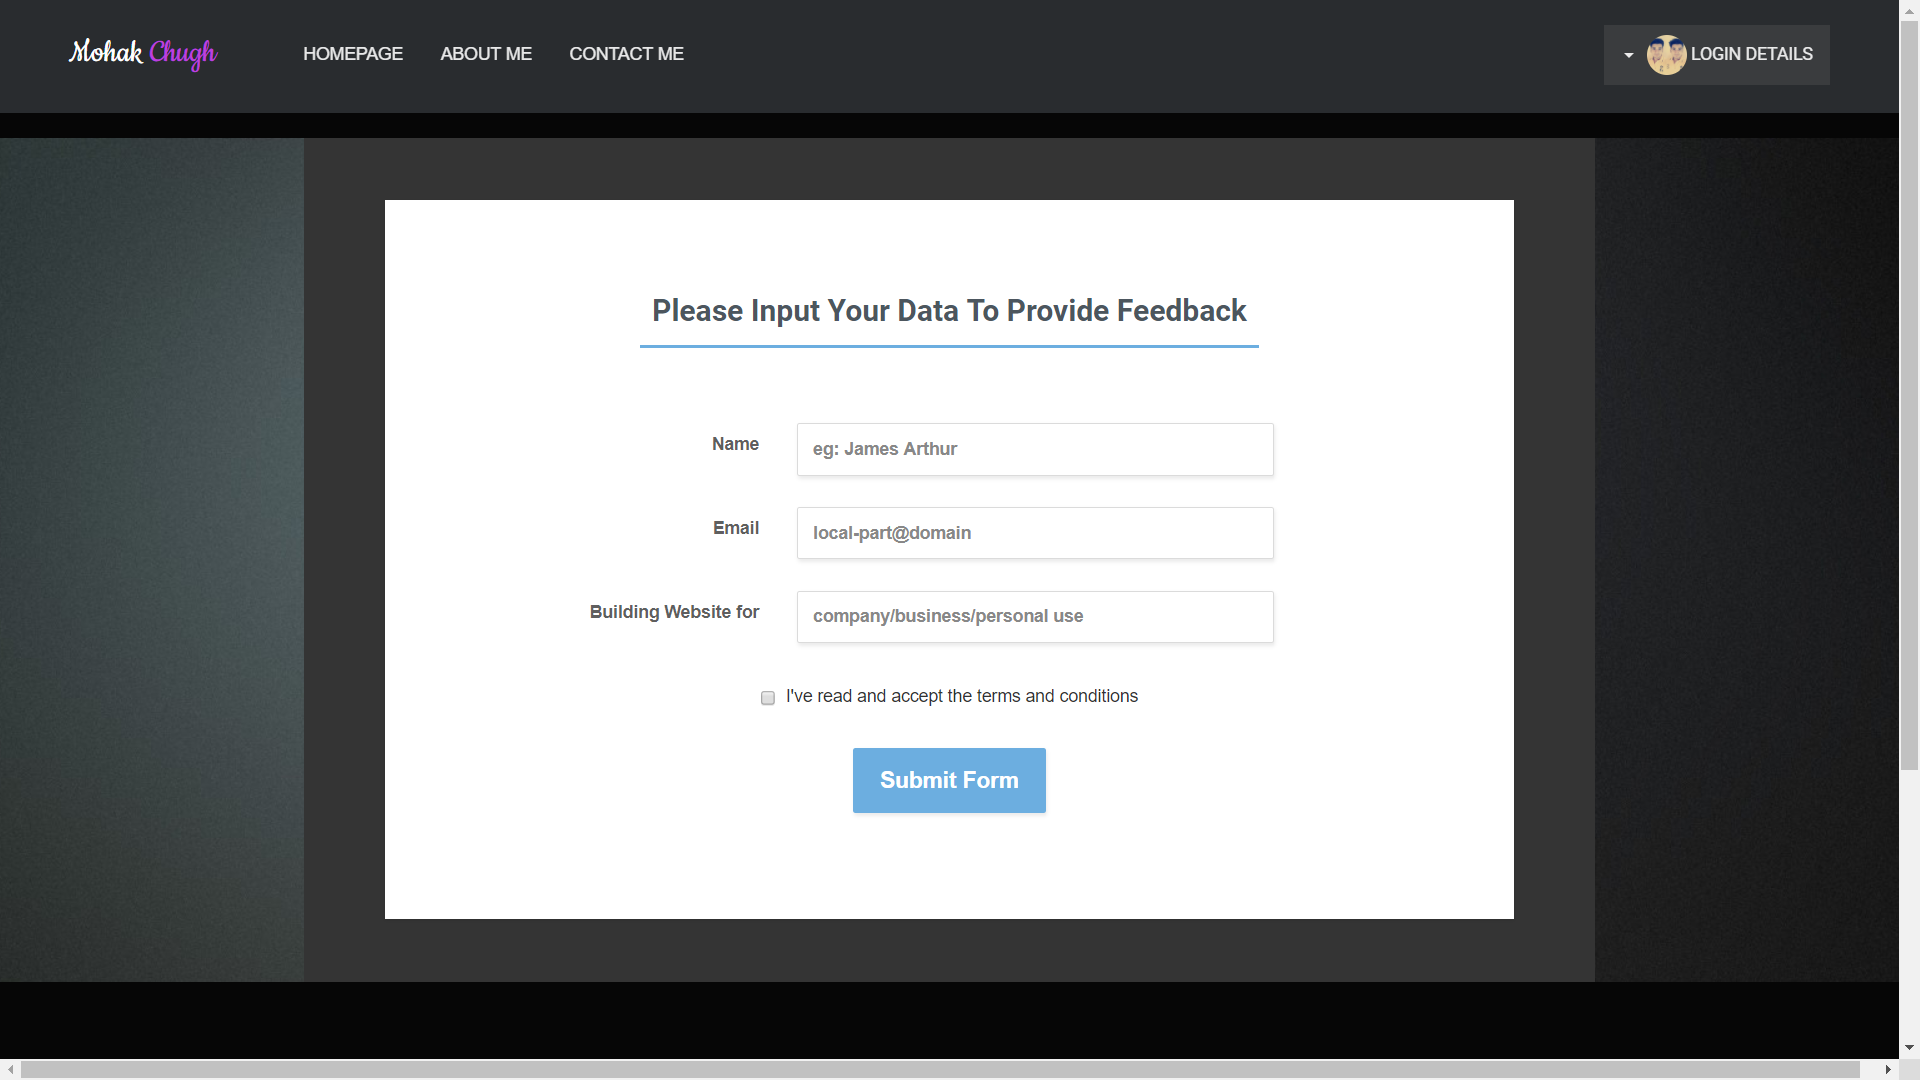 Mohak Chugh
HOMEPAGE ABOUT ME CONTACT ME
LOGIN DETAILS
Please Input Your Data To Provide Feedback
Name
eg: James Arthur
Email
local-part@domain
Building Website for
company/business/personal use
I've read and accept the terms and conditions
Submit Form